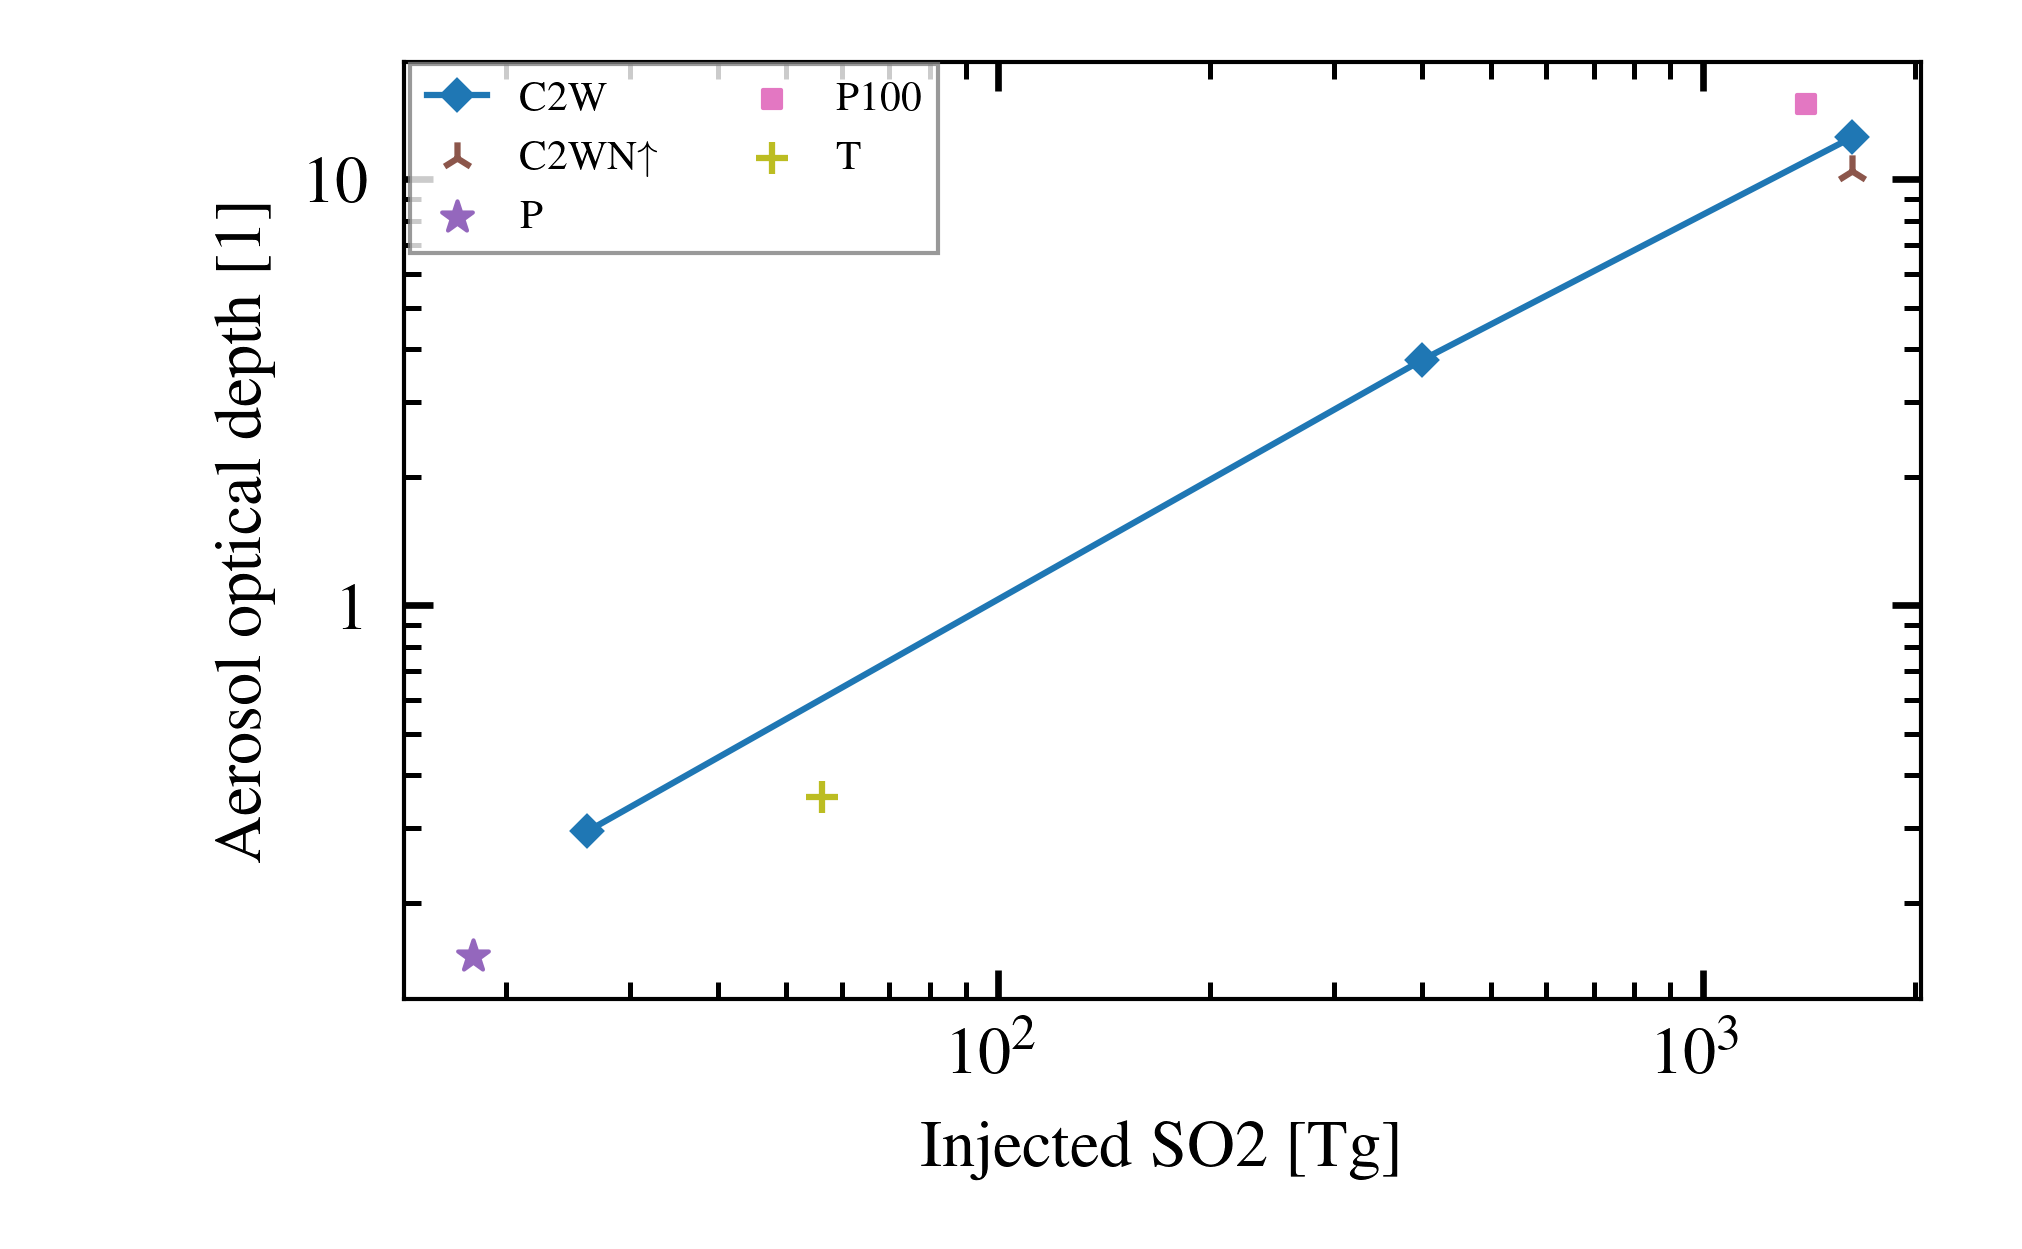 C2W
C2WN↑
P
P100
T
10
1
Aerosol optical depth [1]
10²
10³
Injected SO2 [Tg]